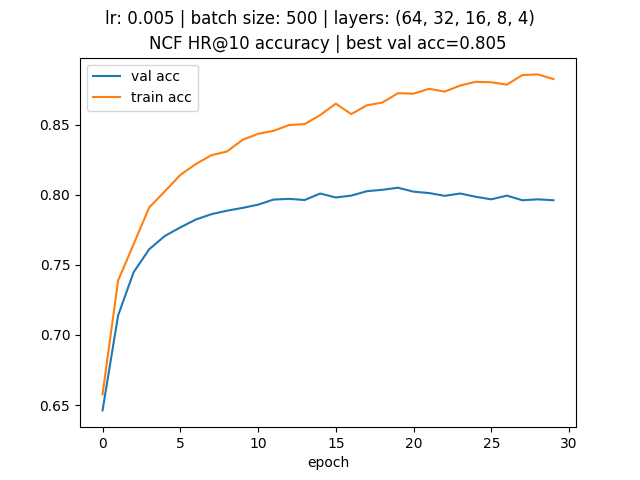 lr: 0.005 | batch size: 500 | layers: (64, 32, 16, 8, 4)
NCF HR@10 accuracy | best val acc=0.805
val acc
train acc
0.85
0.80
0.75
0.70
0.65
0 5 10 15 20 25 30
epoch